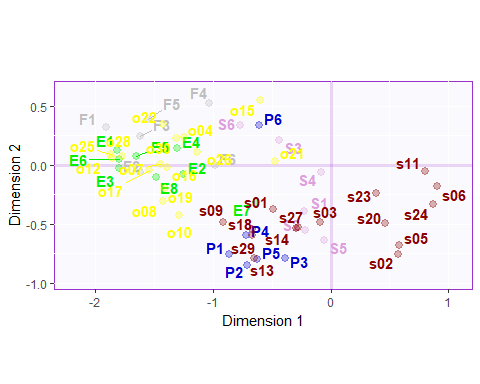 F1
F5
F4
F3
o23
o04
o15
S6
P6
S3
o25
E1
o28
E5
E4
E6
o21
o12
E3
E2
S4
s11
o17
E8
o16
o19
o08
o10
s09
E7
s01
s27
S1
s03
s23
s20
s24
s06
s18
P4
s14
S5
s05
P1
s29
P5
P3
s02
P2
s13
0.5
0.0
-0.5
-1.0
-2
-1
0
1
Dimension 1
Dimension 2